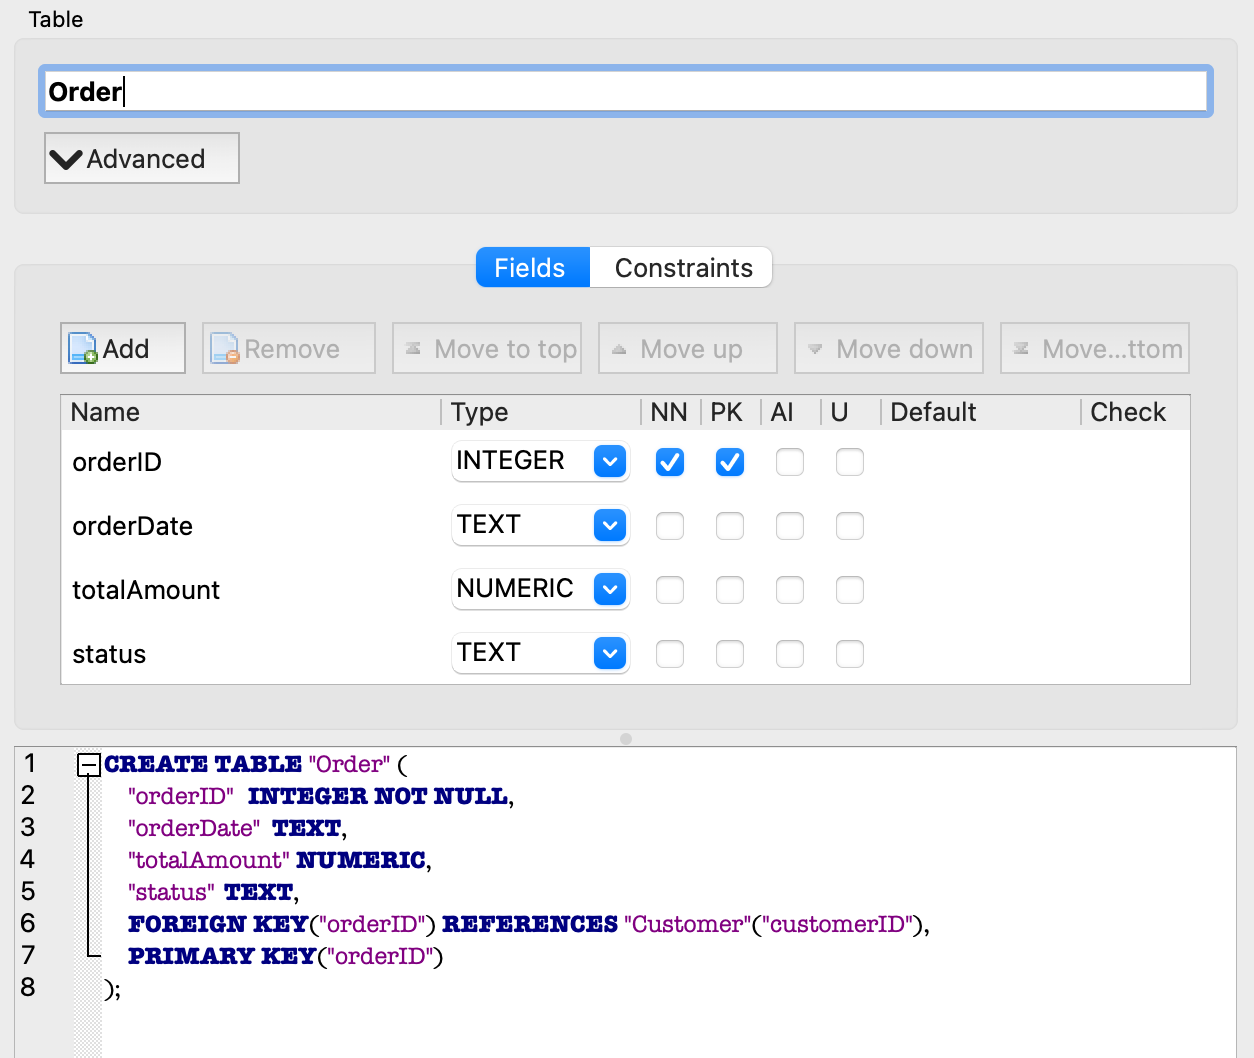 Table
Order
Advanced
Fields Constraints
Add Remove Move to top Move up Move down Move...ttom
Name Type NN PK AI U Default Check
orderID INTEGER
orderDate TEXT
totalAmount NUMERIC
status TEXT
1 CREATE TABLE "Order" (
2 "orderID" INTEGER NOT NULL,
3 "orderDate" TEXT,
4 "totalAmount" NUMERIC,
5 "status" TEXT,
6 FOREIGN KEY("orderID") REFERENCES "Customer"("customerID"),
7 PRIMARY KEY("orderID")
8 );